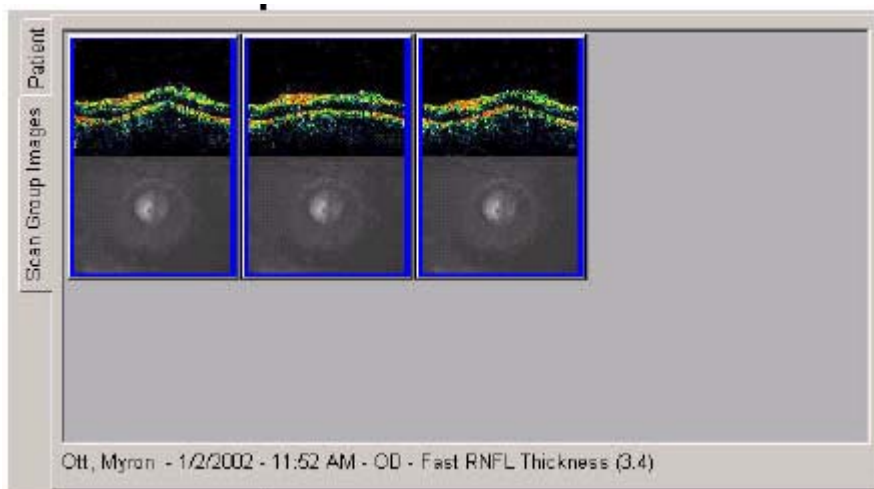 Patient
Scan Group Images
Ott, Myron - 1/2/2002 - 11:52 AM - OD - Fast RNFL Thickness (3.4)